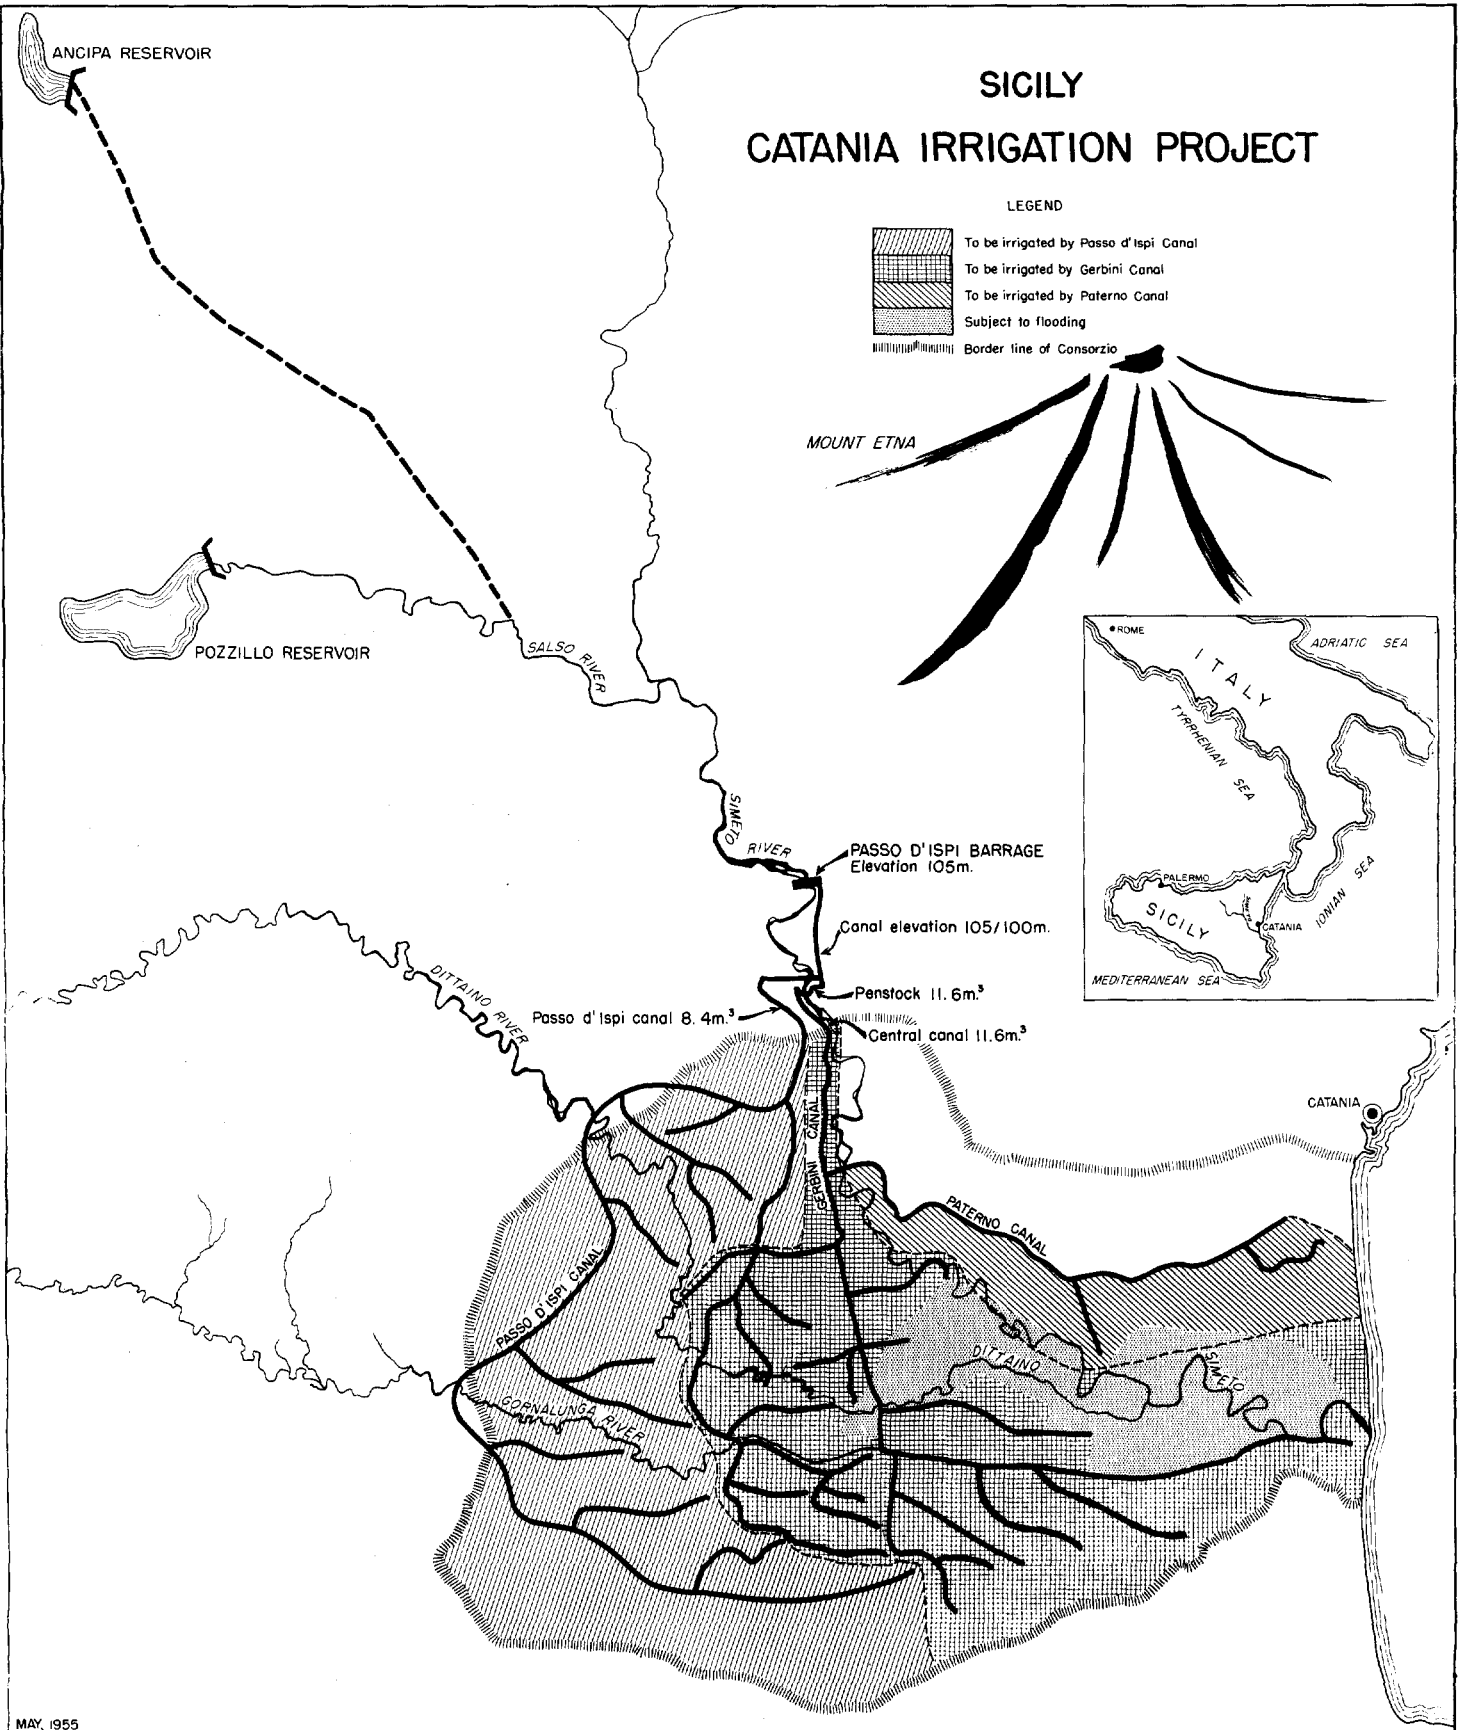 ANCIPA RESERVOIR
SICILY
CATANIA IRRIGATION PROJECT
LEGEND
To be irrigated by Passo d'Ispi Canal
To be irrigated by Gerbini Canal
To be irrigated by Paterno Canal
Subject to flooding
Border line of Consorzio
MOUNT ETNA
POZZILLO RESERVOIR
SALSO RIVER
ROME
ADRIATIC SEA
ITALY
TYRRHENIAN SEA
PALERMO
SICILY
CATANIA
IONIAN SEA
MEDITERRANEAN SEA
SIMETO RIVER
PASSO D'ISPI BARRAGE
Elevation 105m.
Canal elevation 105/100m.
DITTAINO RIVER
Penstock 11.6m.³
Passo d'Ispi canal 8.4m.³
Central canal 11.6m.³
CATANIA
GERBINI CANAL
PATERNO CANAL
PASSO D'ISPI CANAL
DITTAINO
SIMETO
GORNALUNGA RIVER
MAY, 1955